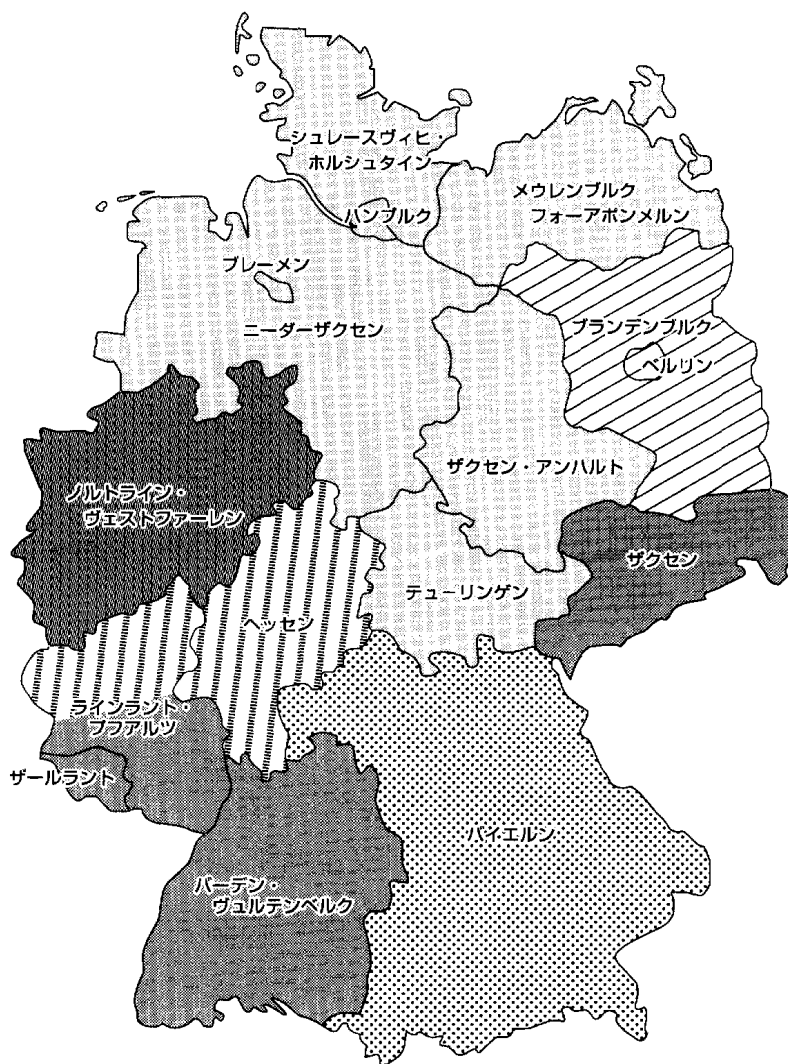 シュレースヴィヒ・
ホルシュタイン
メウレンブルク
フォーアポンメルン
ハンブルク
ブレーメン
ニーダーザクセン
ブランデンブルク
ベルリン
ザクセン・アンハルト
ノルトライン・
ヴェストファーレン
ザクセン
テューリンゲン
ヘッセン
ラインラント・
プファルツ
ザールラント
バイエルン
バーデン・
ヴュルテンベルク